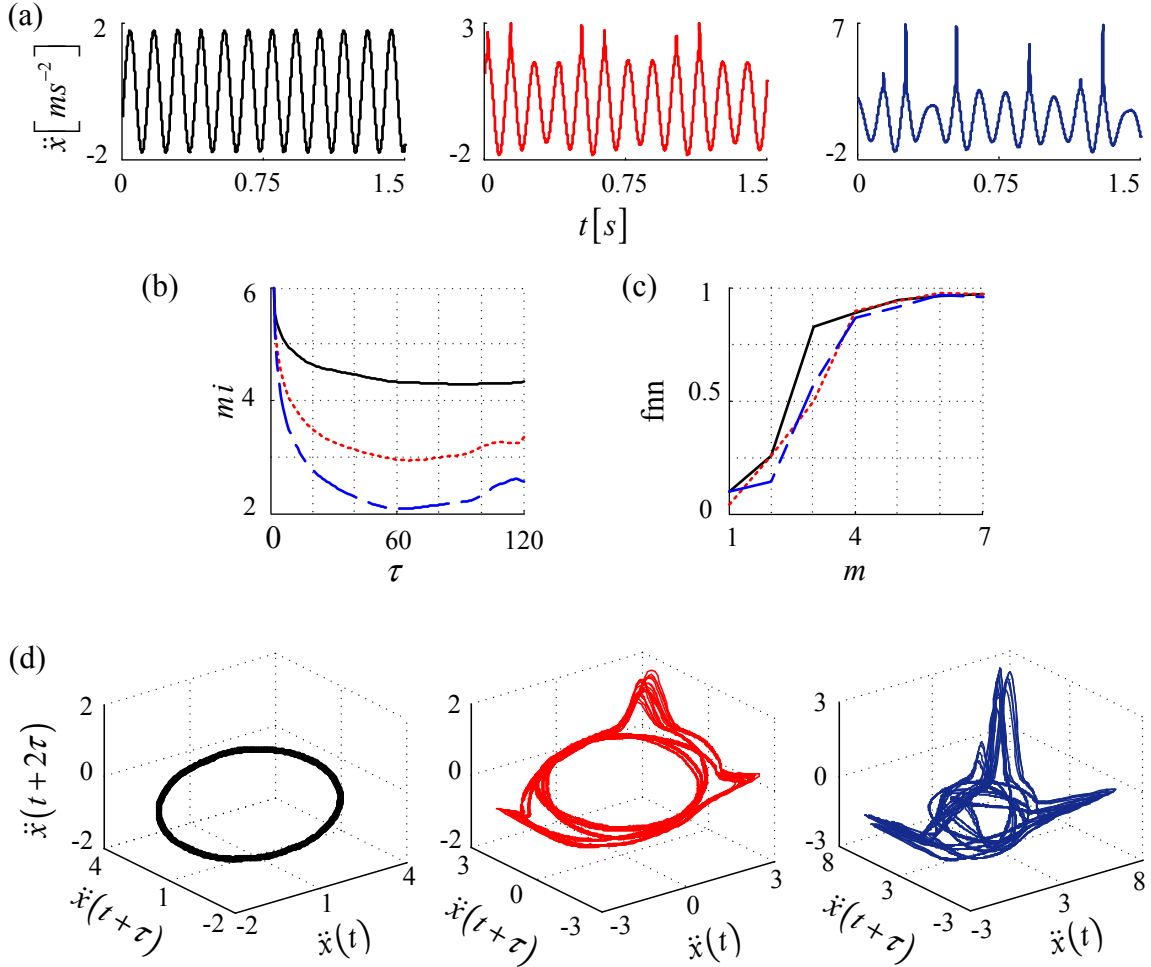 (a)
ẍ[ms⁻²]
2
-2
0 0.75 1.5
3
-2
0 0.75 1.5
7
-2
0 0.75 1.5
t[s]
(b)
mi
6
4
2
0 60 120
τ
(c)
fnn
1
0.5
0
1 4 7
m
(d)
ẍ(t+2τ)
2
0
-2
4
1
-2
-2
1
4
ẍ(t+τ)
ẍ(t)
2
0
-2
3
0
-3
-3
0
3
ẍ(t+τ)
ẍ(t)
3
0
-3
8
3
-3
-3
3
8
ẍ(t+τ)
ẍ(t)